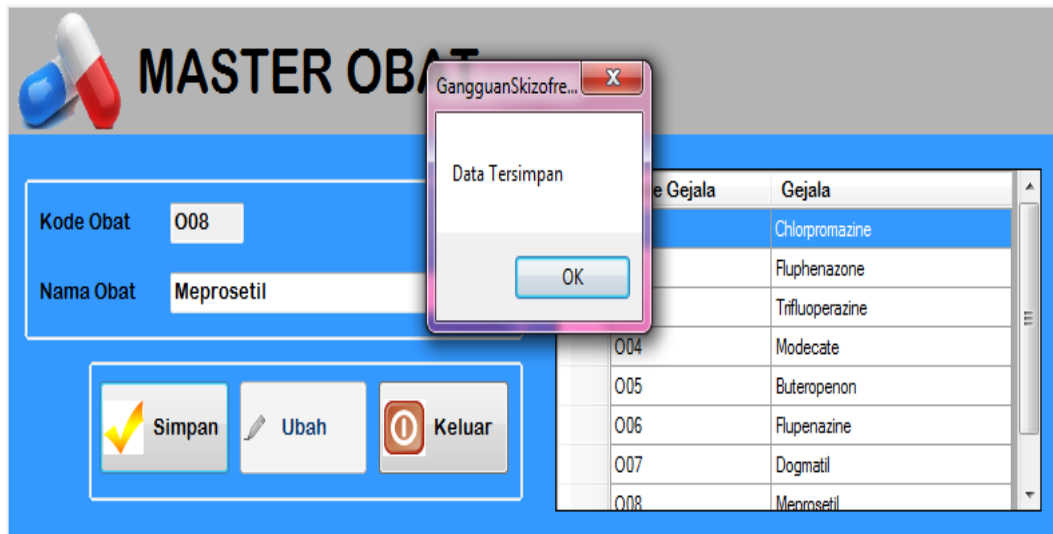 MASTER OBAT
GangguanSkizofre...
Data Tersimpan
OK
Kode Obat O08
Nama Obat Meprosetil
Simpan Ubah Keluar
e Gejala Gejala
Chlorpromazine
Fluphenazone
Trifluoperazine
O04 Modecate
O05 Buteropenon
O06 Flupenazine
O07 Dogmatil
O08 Meprosetil